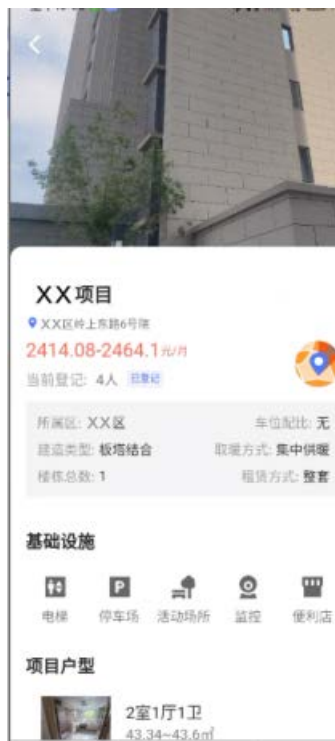 XX项目
XX区岭上东路6号院
2414.08-2464.1元/月
当前登记: 4人 已登记
所属区: XX区 车位配比: 无
建造类型: 板塔结合 取暖方式: 集中供暖
楼栋总数: 1 租赁方式: 整套
基础设施
电梯 P 停车场 活动场所 监控 便利店
项目户型
2室1厅1卫
43.34~43.6㎡